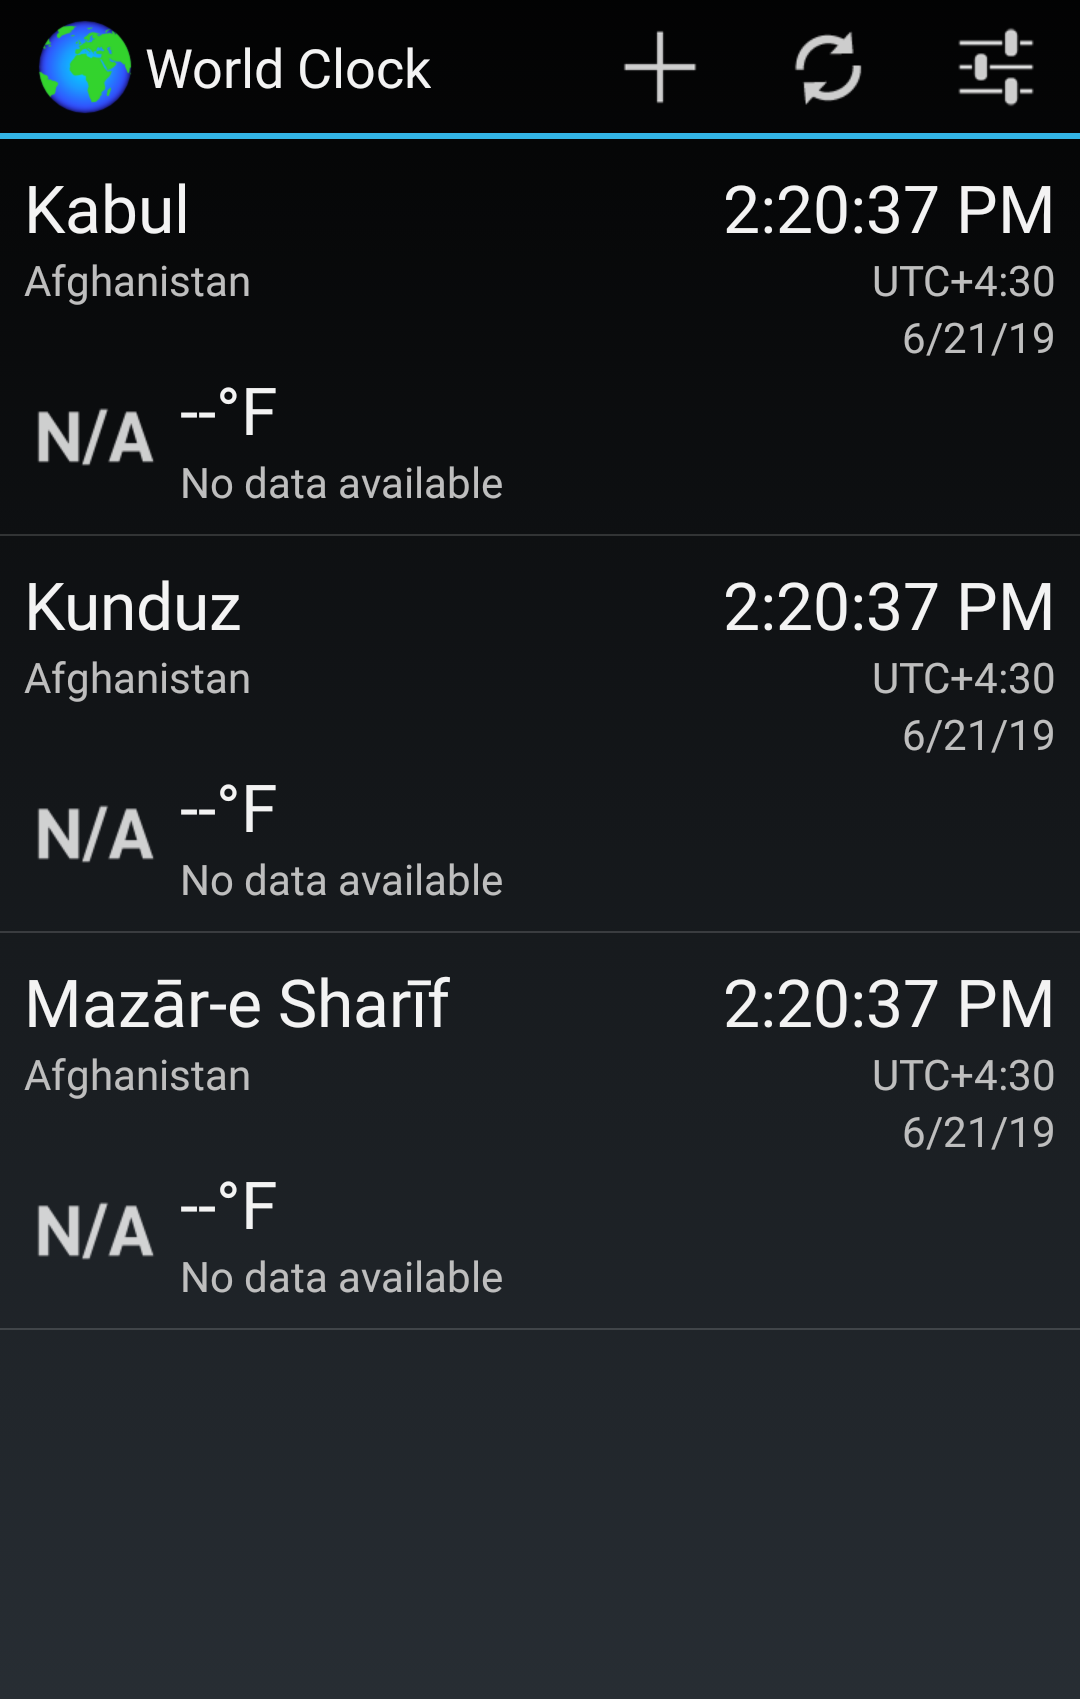 World Clock
Kabul 2:20:37 PM
Afghanistan UTC+4:30
6/21/19
--°F
N/A
No data available
Kunduz 2:20:37 PM
Afghanistan UTC+4:30
6/21/19
--°F
N/A
No data available
Mazār-e Sharīf 2:20:37 PM
Afghanistan UTC+4:30
6/21/19
--°F
N/A
No data available